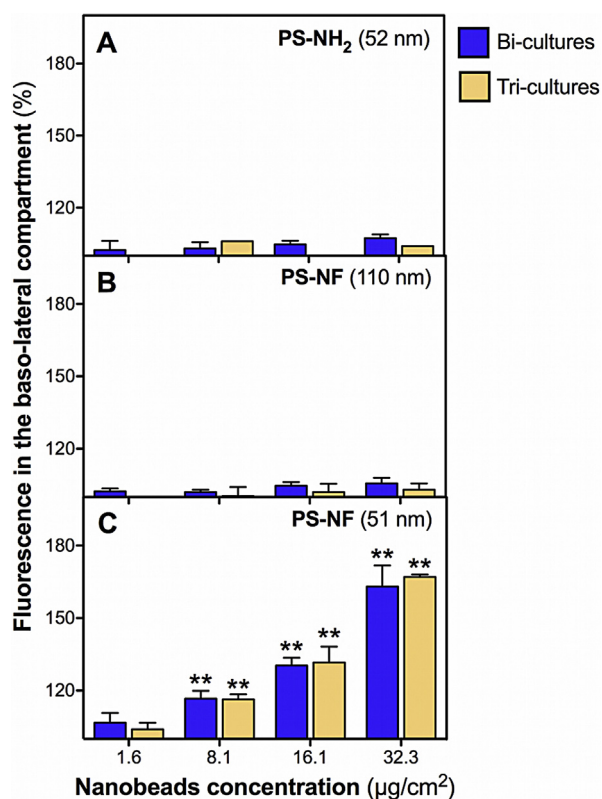 A
PS-NH₂ (52 nm)
Bi-cultures
Tri-cultures
180
150
120
B
PS-NF (110 nm)
180
150
120
C
PS-NF (51 nm)
180
150
120
** **
** **
** **
1.6 8.1 16.1 32.3
Nanobeads concentration (µg/cm²)
Fluorescence in the baso-lateral compartment (%)